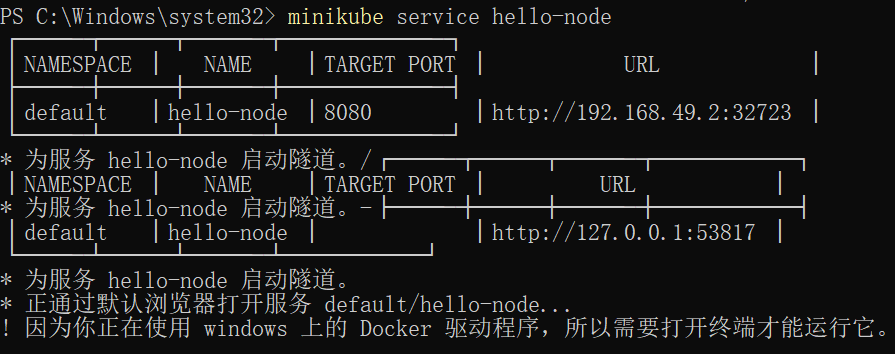 PS C:\Windows\system32> minikube service hello-node
NAMESPACE | NAME | TARGET PORT | URL |
default | hello-node | 8080 | http://192.168.49.2:32723 |
* 为服务 hello-node 启动隧道。/
| NAMESPACE | NAME | TARGET PORT | URL |
* 为服务 hello-node 启动隧道。-
| default | hello-node | | http://127.0.0.1:53817 |
* 为服务 hello-node 启动隧道。
* 正通过默认浏览器打开服务 default/hello-node...
! 因为你正在使用 windows 上的 Docker 驱动程序，所以需要打开终端才能运行它。